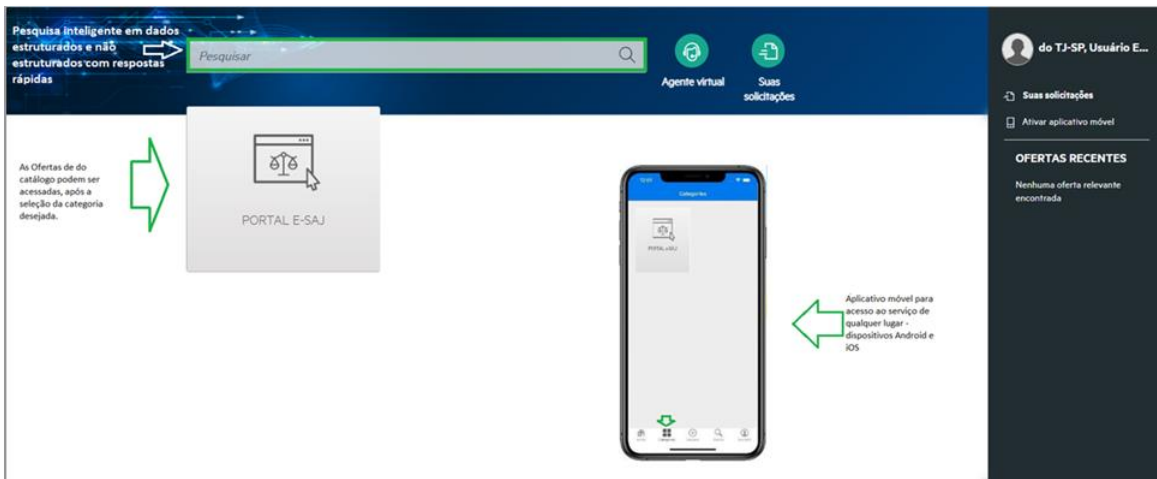 Pesquisa inteligente em dados
estruturados e não
estruturados com respostas
rápidas
Pesquisar
Agente virtual
Suas
solicitações
do TJ-SP, Usuário E...
Suas solicitações
Ativar aplicativo móvel
OFERTAS RECENTES
Nenhuma oferta relevante
encontrada
As Ofertas de do
catálogo podem ser
acessadas, após a
seleção da categoria
desejada.
PORTAL E-SAJ
Categorias
PORTAL e-SAJ
Aplicativo móvel para
acesso ao serviço de
qualquer lugar -
dispositivos Android e
iOS